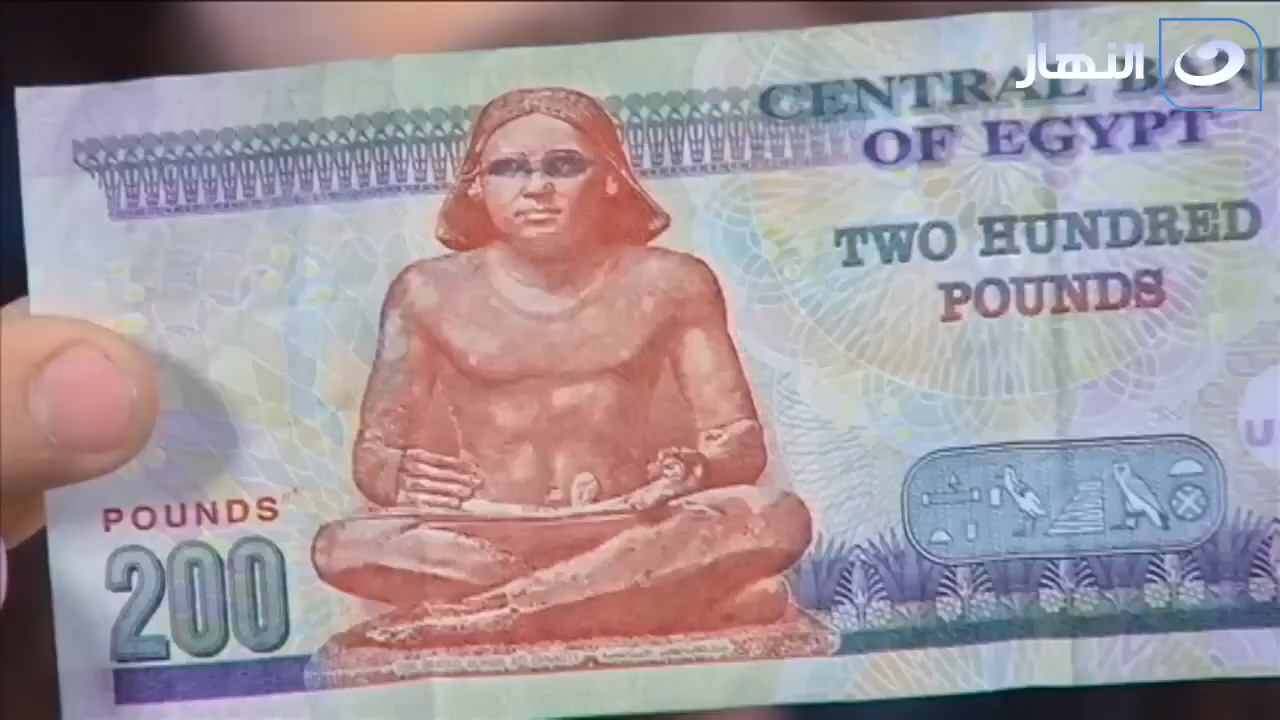 النهار
CENTRAL BANK
OF EGYPT
TWO HUNDRED
POUNDS
POUNDS
200